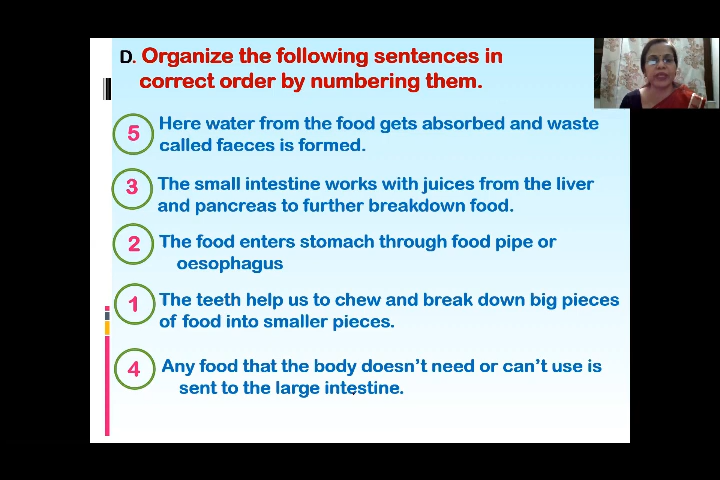 D. Organize the following sentences in
correct order by numbering them.
5 Here water from the food gets absorbed and waste
called faeces is formed.
3 The small intestine works with juices from the liver
and pancreas to further breakdown food.
2 The food enters stomach through food pipe or
oesophagus
1 The teeth help us to chew and break down big pieces
of food into smaller pieces.
4 Any food that the body doesn't need or can't use is
sent to the large intestine.